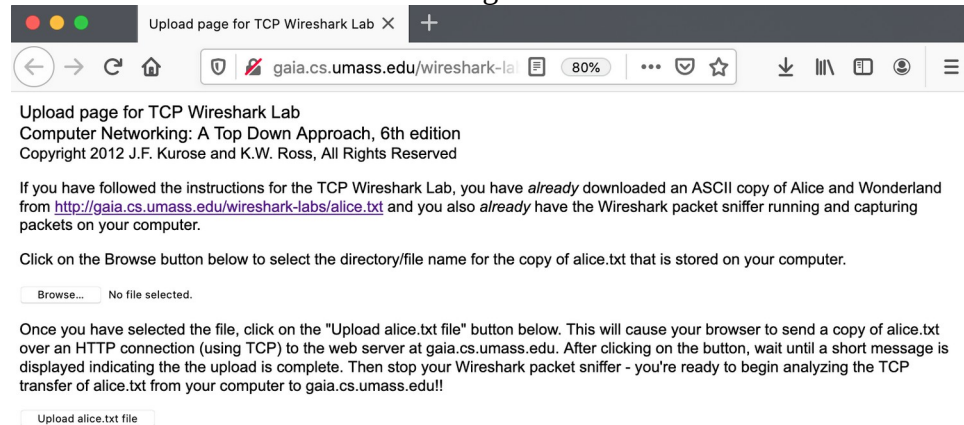 Upload page for TCP Wireshark Lab
gaia.cs.umass.edu/wireshark-la
80%
Upload page for TCP Wireshark Lab
Computer Networking: A Top Down Approach, 6th edition
Copyright 2012 J.F. Kurose and K.W. Ross, All Rights Reserved
If you have followed the instructions for the TCP Wireshark Lab, you have already downloaded an ASCII copy of Alice and Wonderland
from http://gaia.cs.umass.edu/wireshark-labs/alice.txt and you also already have the Wireshark packet sniffer running and capturing
packets on your computer.
Click on the Browse button below to select the directory/file name for the copy of alice.txt that is stored on your computer.
Browse... No file selected.
Once you have selected the file, click on the "Upload alice.txt file" button below. This will cause your browser to send a copy of alice.txt
over an HTTP connection (using TCP) to the web server at gaia.cs.umass.edu. After clicking on the button, wait until a short message is
displayed indicating the the upload is complete. Then stop your Wireshark packet sniffer - you're ready to begin analyzing the TCP
transfer of alice.txt from your computer to gaia.cs.umass.edu!!
Upload alice.txt file